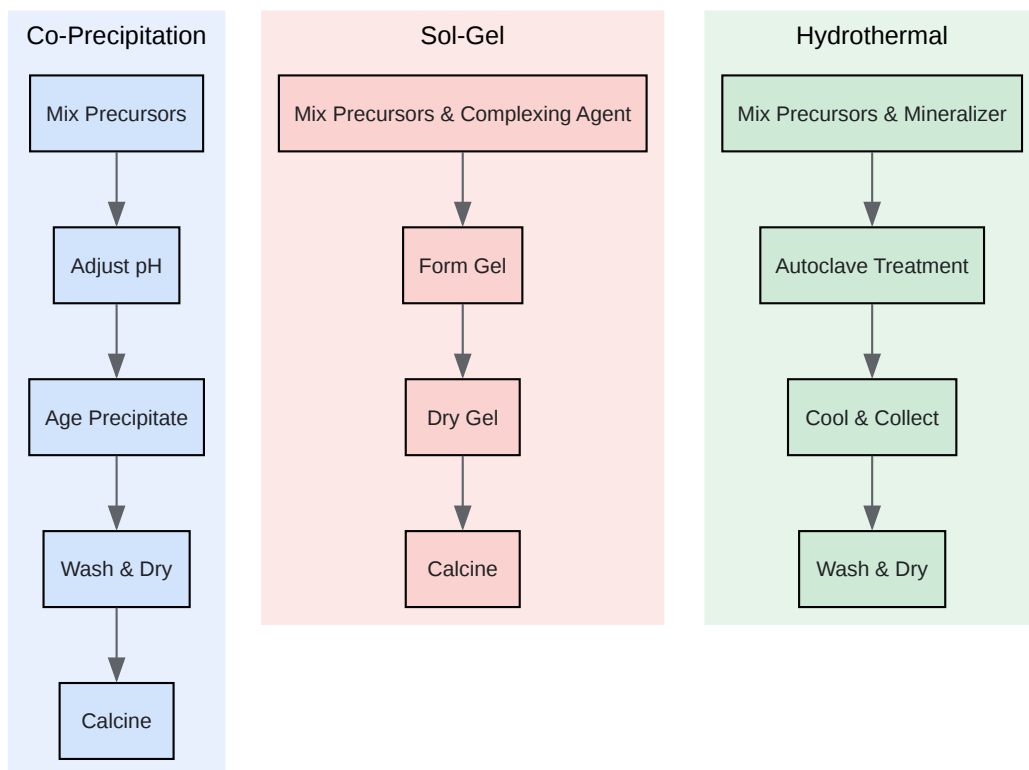 Co-Precipitation
Mix Precursors
Adjust pH
Age Precipitate
Wash & Dry
Calcine
Sol-Gel
Mix Precursors & Complexing Agent
Form Gel
Dry Gel
Calcine
Hydrothermal
Mix Precursors & Mineralizer
Autoclave Treatment
Cool & Collect
Wash & Dry